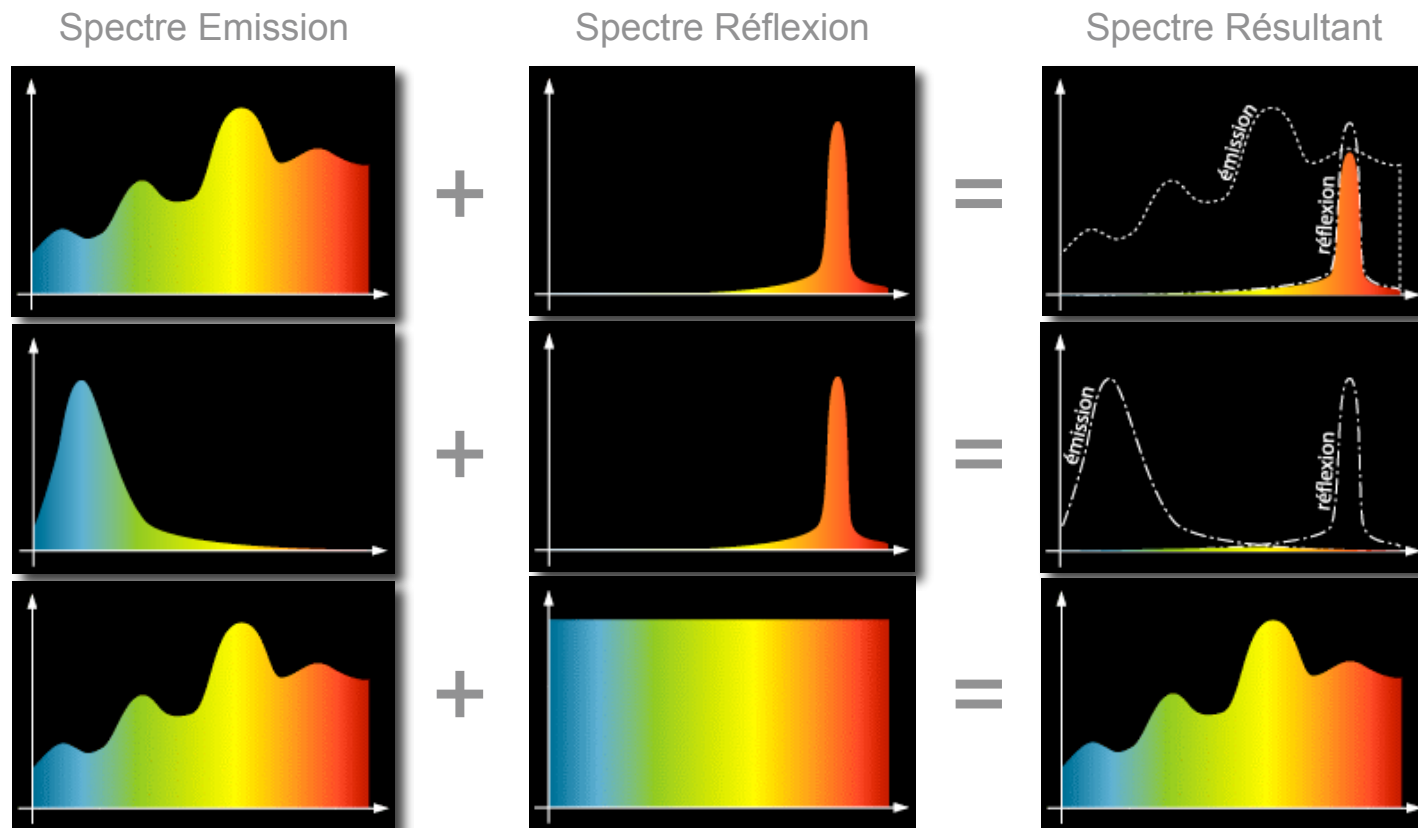 Spectre Emission
Spectre Réflexion
Spectre Résultant
+
=
émission
réflexion
+
=
émission
réflexion
+
=